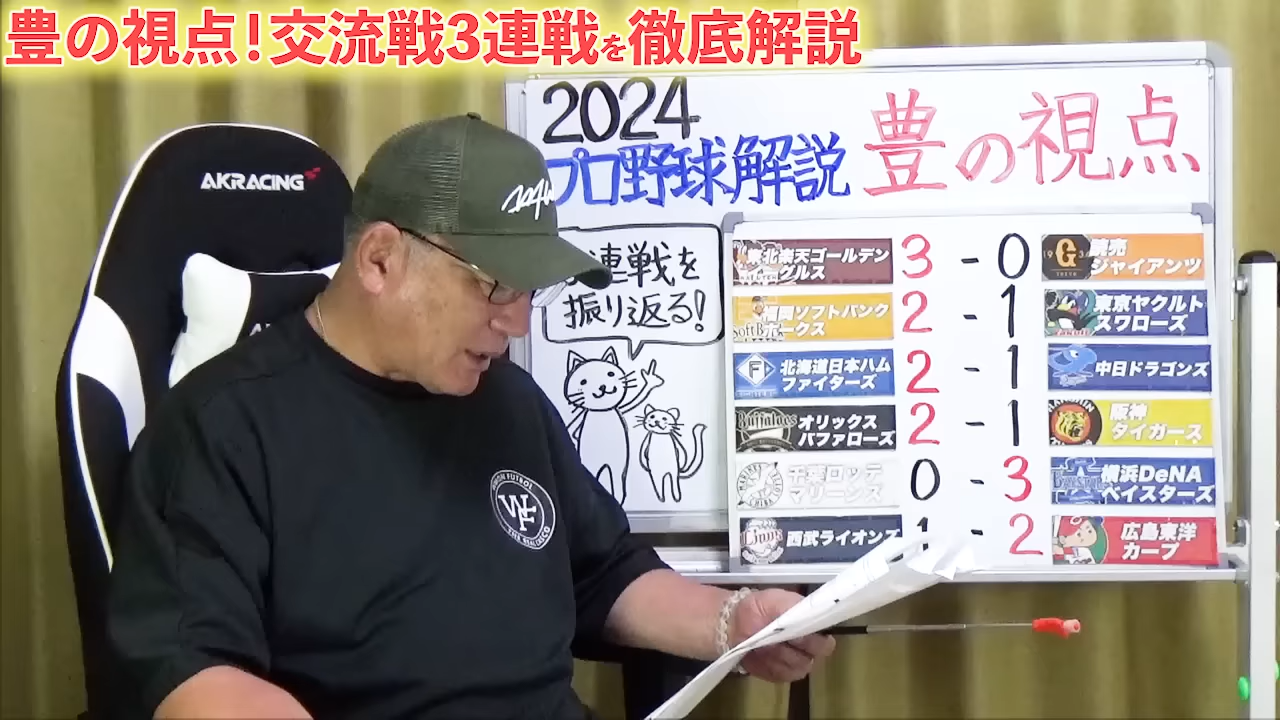 豊の視点!交流戦3連戦を徹底解説
2024
プロ野球解説 豊の視点
AKRACING
連戦を
振り返る!
東北楽天ゴールデン
イーグルス
3 - 0
読売
ジャイアンツ
ソフトバンク
ホークス
2 - 1
東京ヤクルト
スワローズ
北海道日本ハム
ファイターズ
2 - 1
中日ドラゴンズ
Buffaloes
オリックス
バファローズ
2 - 1
阪神
タイガース
千葉ロッテ
マリーンズ
0 - 3
横浜DeNA
ベイスターズ
Lions
西武ライオンズ
1 - 2
広島東洋
カープ
WF